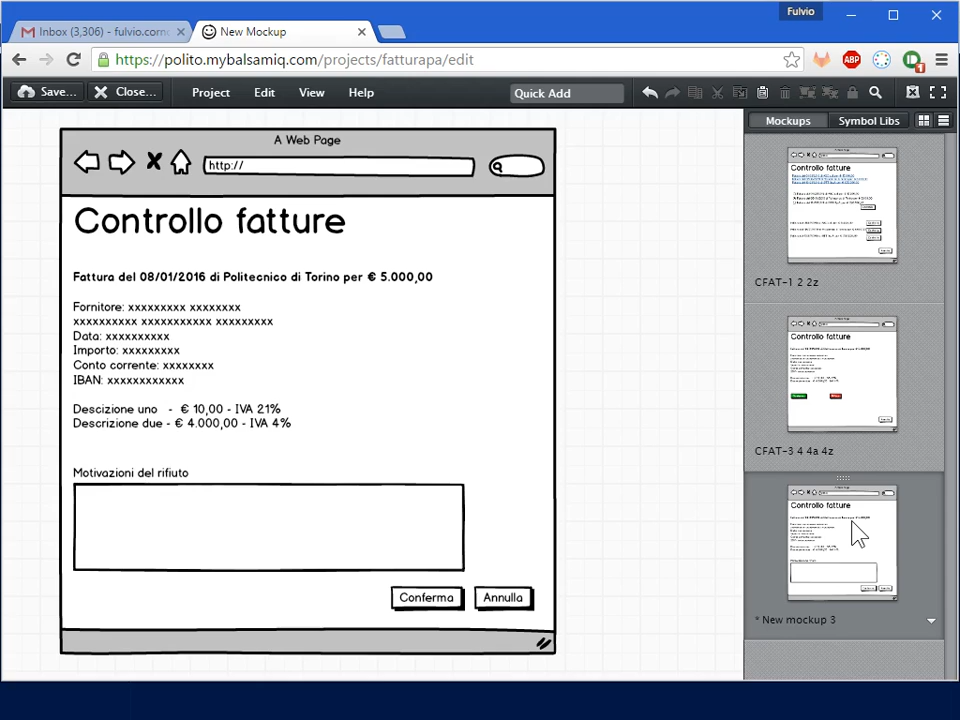 Fulvio
Inbox (3,306) - fulvio.corno
New Mockup
https://polito.mybalsamiq.com/projects/fatturapa/edit
ABP
1
Save...
Close...
Project
Edit
View
Help
Quick Add
Mockups
Symbol Libs
A Web Page
http://
Controllo fatture
Fattura del 08/01/2016 di Politecnico di Torino per € 5.000,00
Fornitore: xxxxxxxxx xxxxxxxx
xxxxxxxxxx xxxxxxxxxxx xxxxxxxxx
Data: xxxxxxxxxx
Importo: xxxxxxxxx
Conto corrente: xxxxxxxx
IBAN: xxxxxxxxxxxx
Descizione uno - € 10,00 - IVA 21%
Descrizione due - € 4.000,00 - IVA 4%
Motivazioni del rifiuto
Conferma
Annulla
Controllo fatture
CFAT-1 2 2z
Controllo fatture
CFAT-3 4 4a 4z
Controllo fatture
* New mockup 3